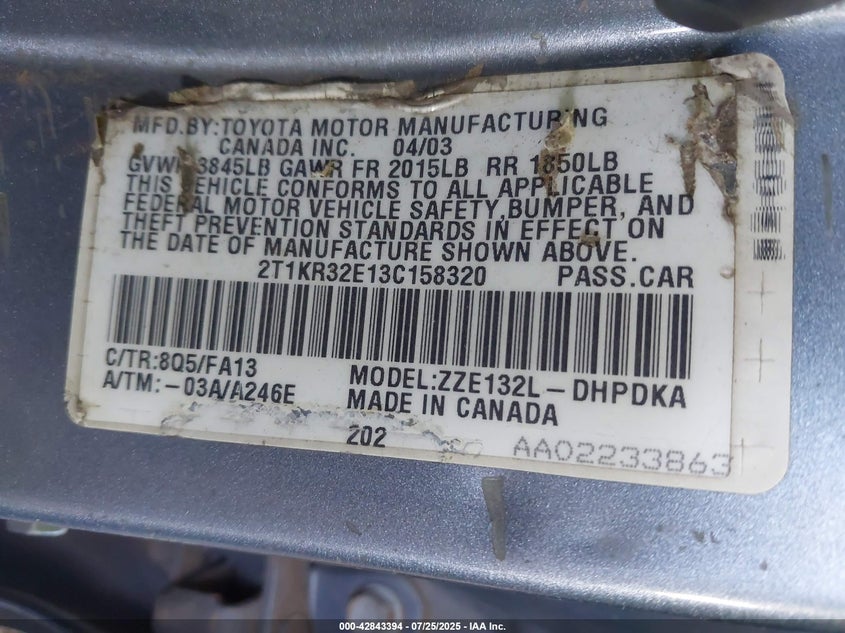 MFD.BY:TOYOTA MOTOR MANUFACTURING
CANADA INC. 04/03
3845LB GAWR FR 2015LB RR 1850LB
THIS VEHICLE CONFORMS TO ALL APPLICABLE
FEDERAL MOTOR VEHICLE SAFETY,BUMPER, AND
THEFT PREVENTION STANDARDS IN EFFECT ON
THE DATE OF MANUFACTURE SHOWN ABOVE.
2T1KR32E13C158320 PASS.CAR
C/TR:8Q5/FA13
A/TM:-03A/A246E MODEL:ZZE132L-DHPDKA
MADE IN CANADA
202
AA02233863
000-42843394 - 07/25/2025 - IAA Inc.